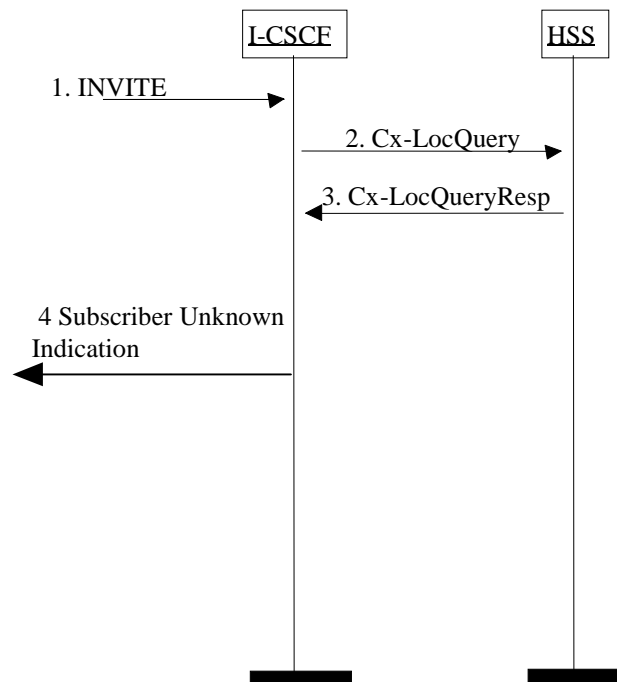 I-CSCF
HSS
1. INVITE
2. Cx-LocQuery
3. Cx-LocQueryResp
4 Subscriber Unknown
Indication